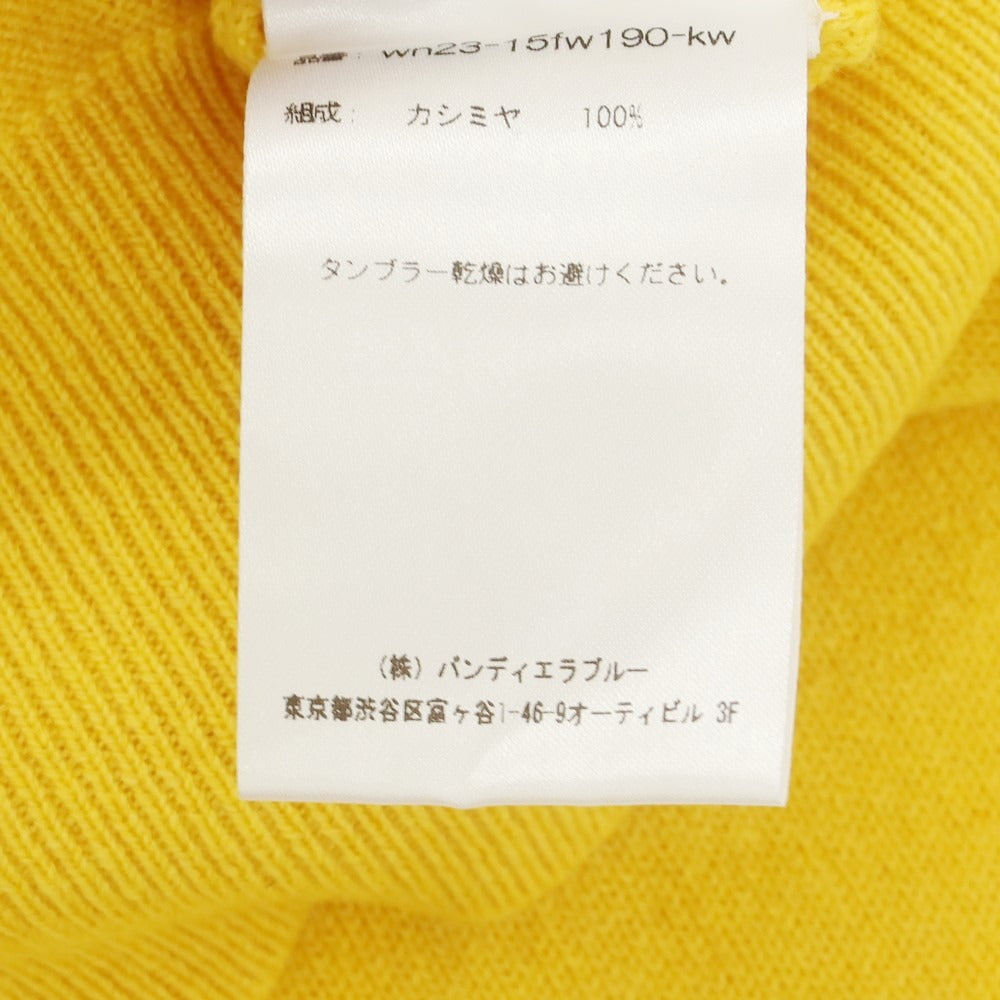 品番: wn23-15fw190-kw
組成: カシミヤ 100%
タンブラー乾燥はお避けください。
(株) バンディエラブルー
東京都渋谷区富ヶ谷1-46-9オーティビル 3F